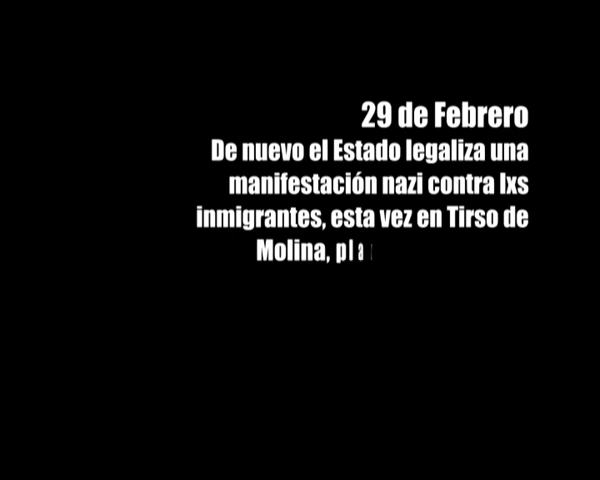 29 de Febrero
De nuevo el Estado legaliza una
manifestación nazi contra lxs
inmigrantes, esta vez en Tirso de
Molina,